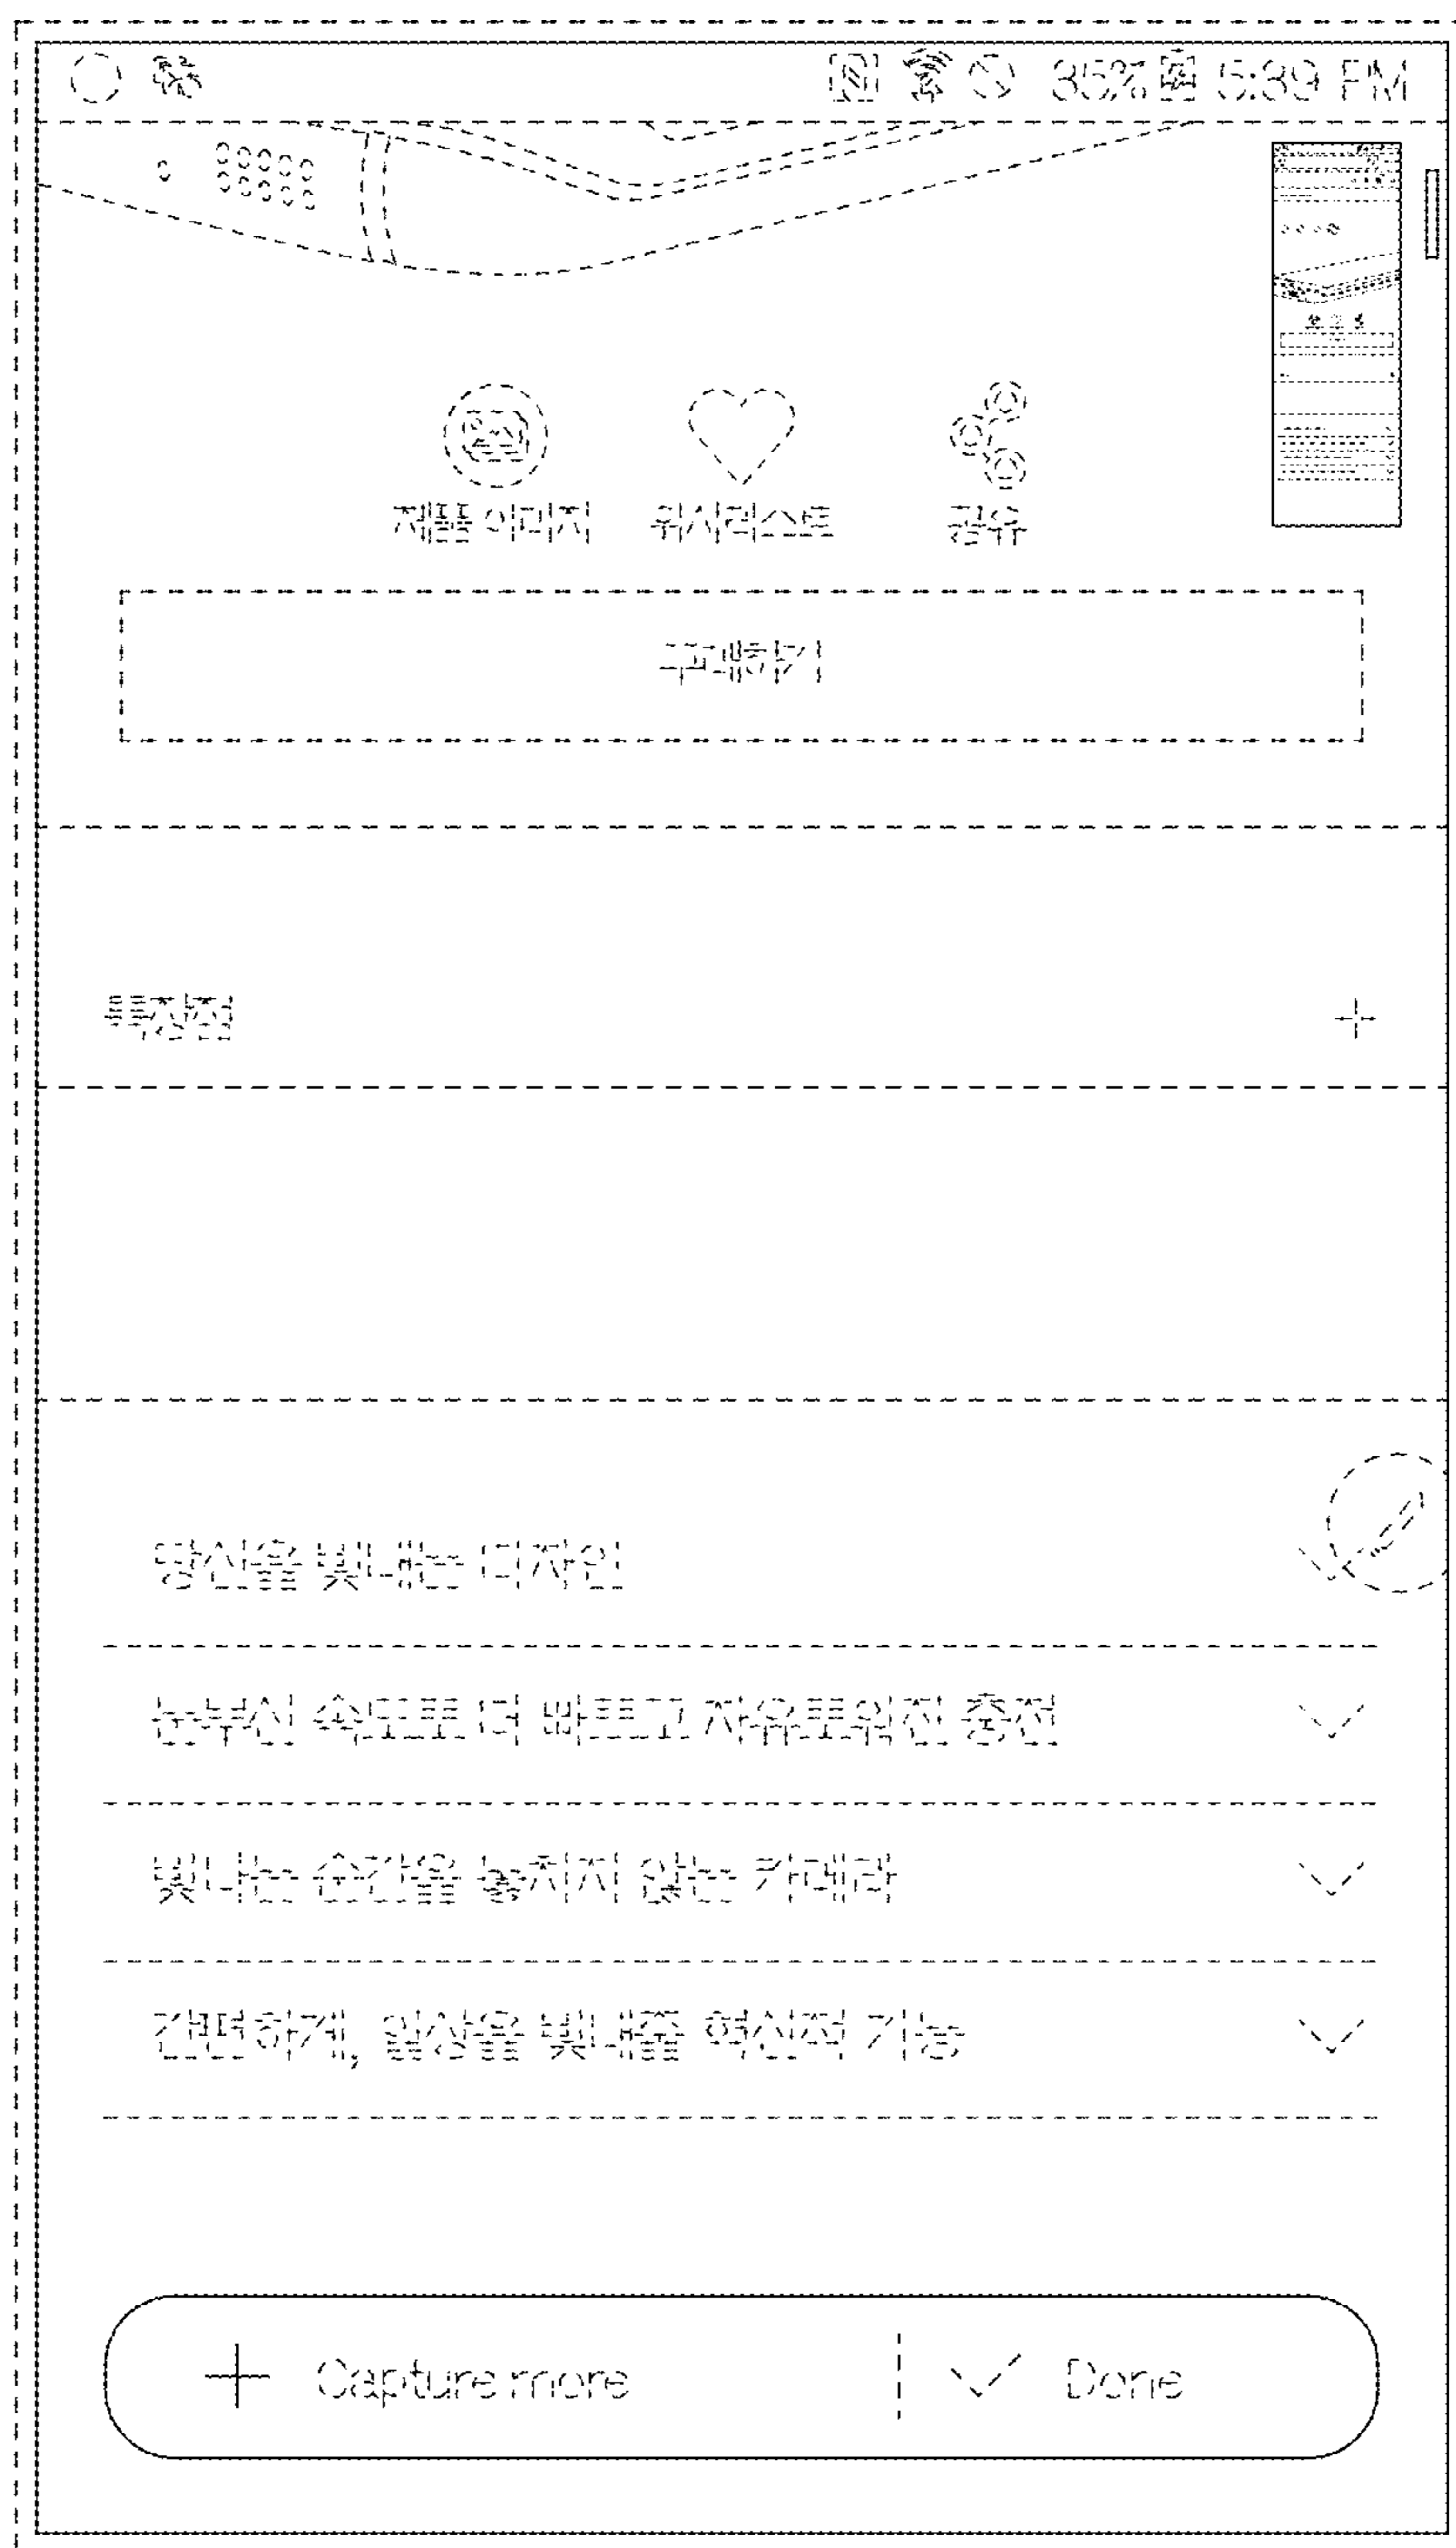 35% 5:39 PM
제품 이미지 위시리스트 공유
구매하기
특장점
당신을 빛내는 디자인
눈부신 속도로 더 빠르고 자유로워진 충전
빛나는 순간을 놓치지 않는 카메라
간편하게, 일상을 빛내줄 혁신적 기능
Capture more Done